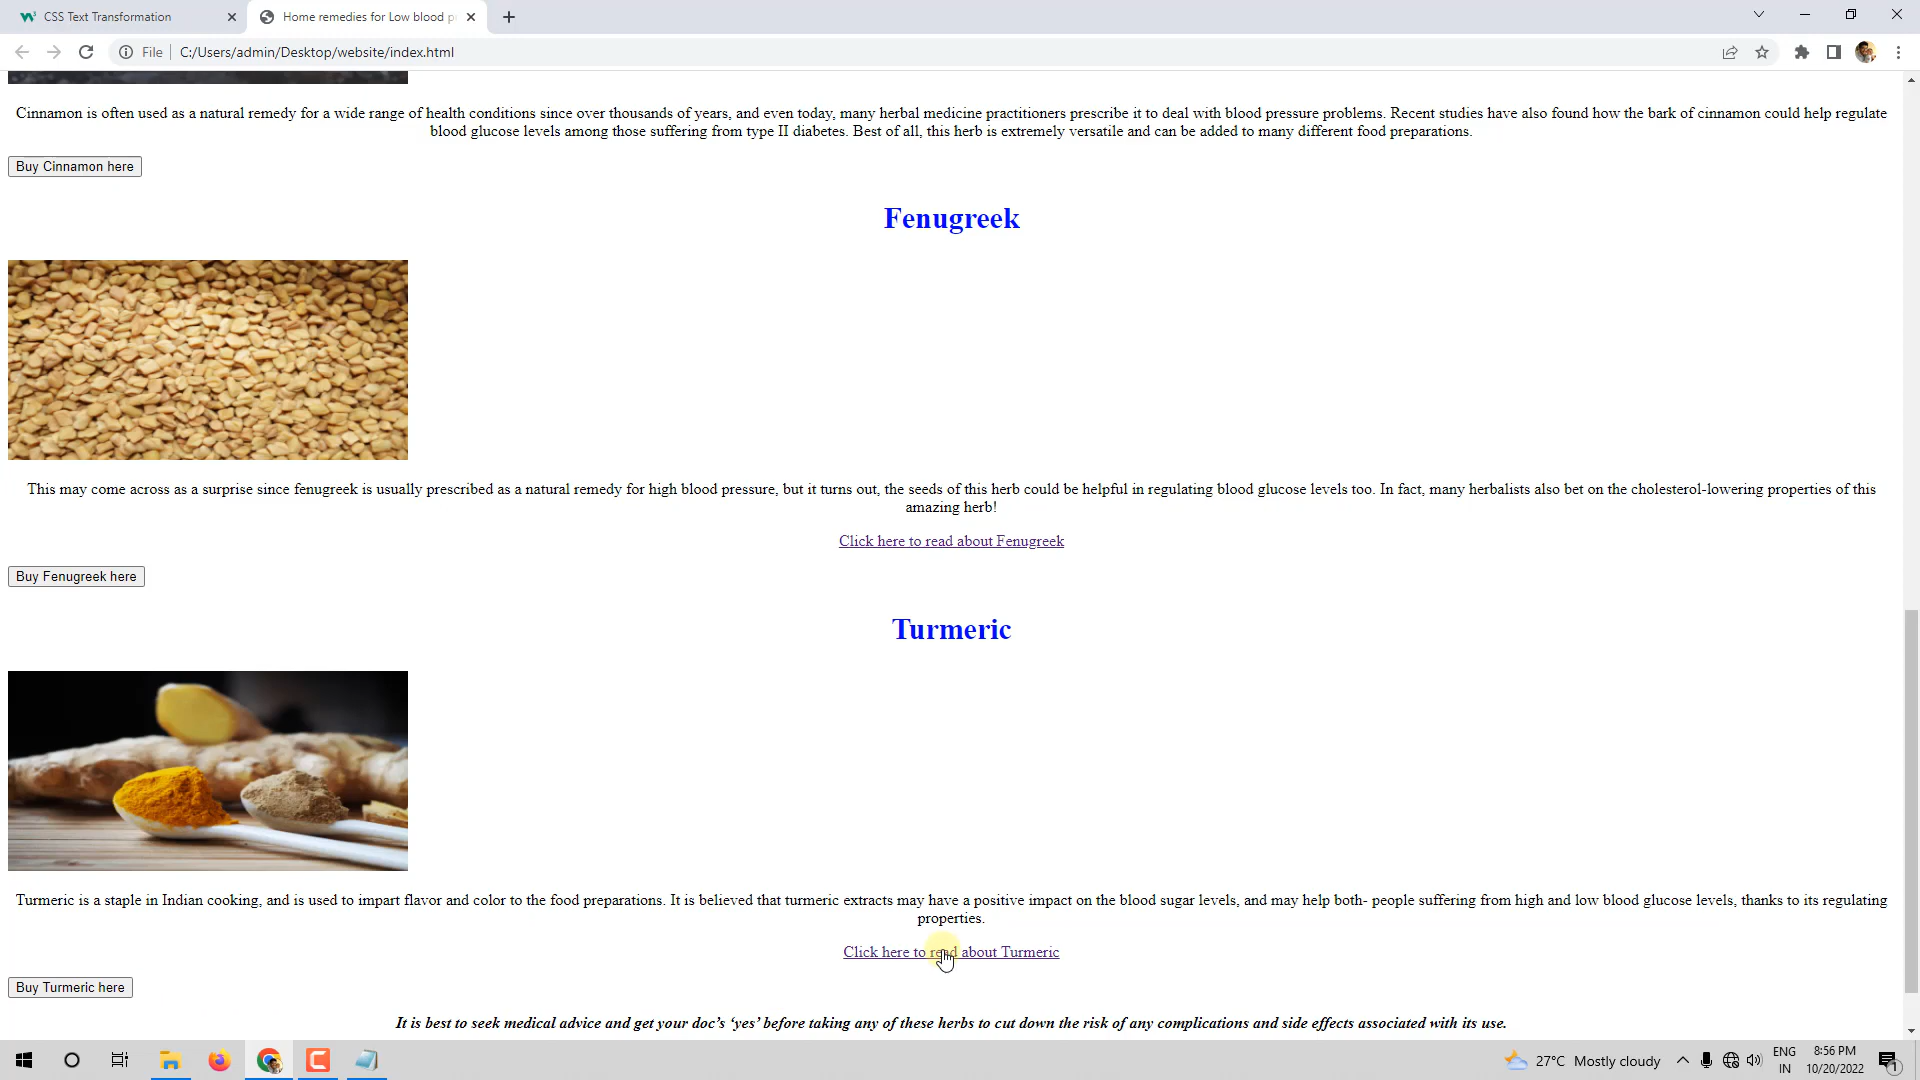 CSS Text Transformation
Home remedies for Low blood p
File
C:/Users/admin/Desktop/website/index.html
Cinnamon is often used as a natural remedy for a wide range of health conditions since over thousands of years, and even today, many herbal medicine practitioners prescribe it to deal with blood pressure problems. Recent studies have also found how the bark of cinnamon could help regulate
blood glucose levels among those suffering from type II diabetes. Best of all, this herb is extremely versatile and can be added to many different food preparations.
Buy Cinnamon here
Fenugreek
This may come across as a surprise since fenugreek is usually prescribed as a natural remedy for high blood pressure, but it turns out, the seeds of this herb could be helpful in regulating blood glucose levels too. In fact, many herbalists also bet on the cholesterol-lowering properties of this
amazing herb!
Click here to read about Fenugreek
Buy Fenugreek here
Turmeric
Turmeric is a staple in Indian cooking, and is used to impart flavor and color to the food preparations. It is believed that turmeric extracts may have a positive impact on the blood sugar levels, and may help both- people suffering from high and low blood glucose levels, thanks to its regulating
properties.
Click here to read about Turmeric
Buy Turmeric here
It is best to seek medical advice and get your doc’s ‘yes’ before taking any of these herbs to cut down the risk of any complications and side effects associated with its use.
27°C Mostly cloudy
ENG
IN
8:56 PM
10/20/2022
1